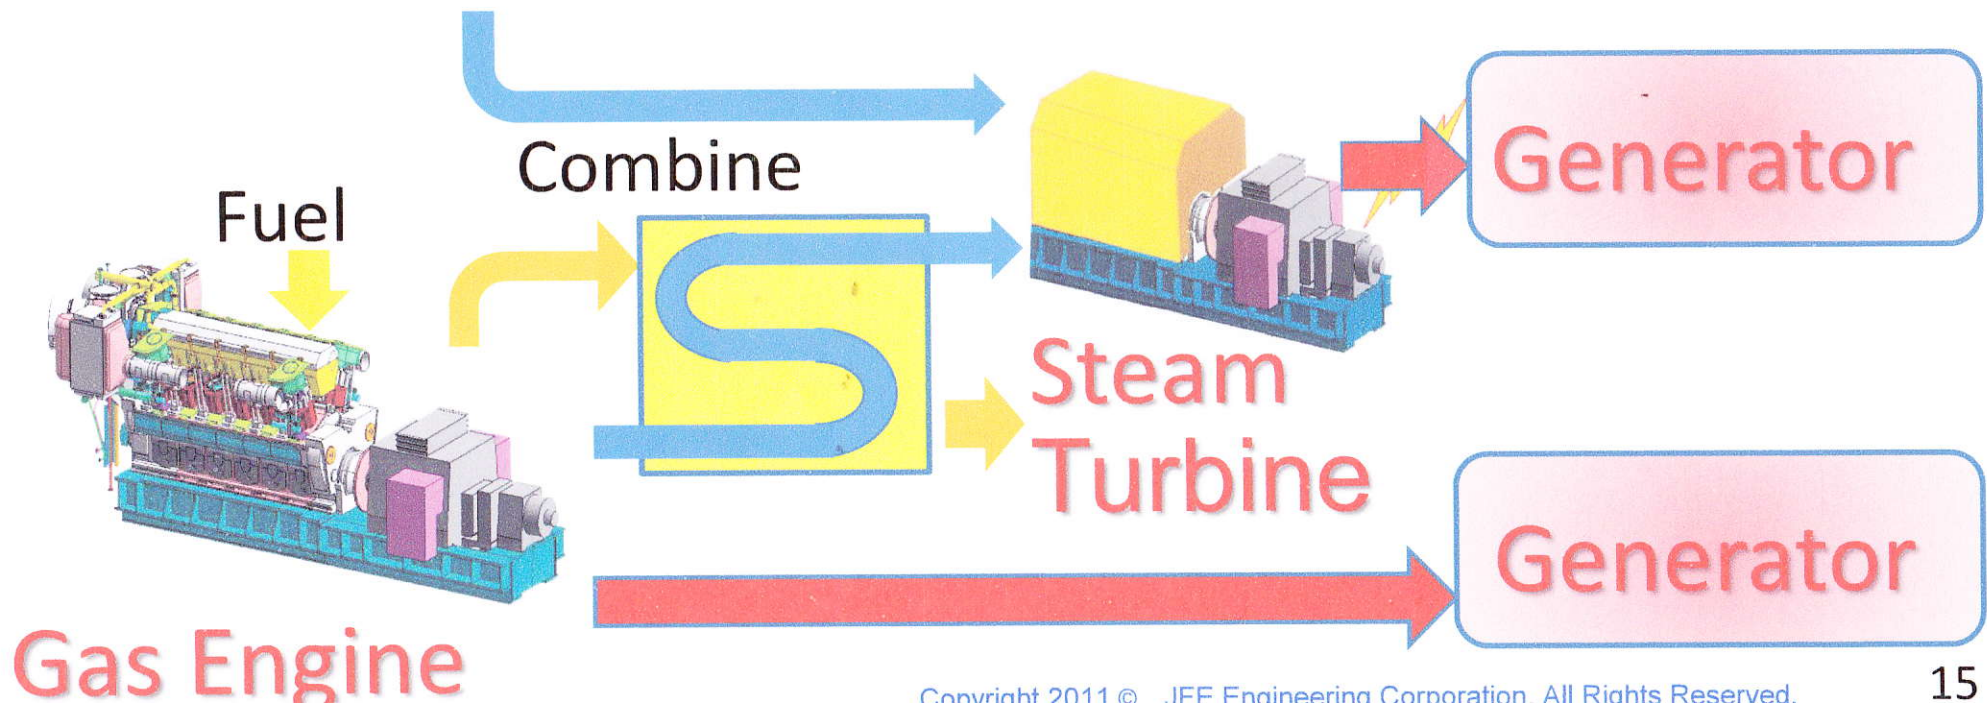 Combine
Fuel
Generator
Steam
Turbine
Generator
Gas Engine
Copyright 2011 © JFE Engineering Corporation. All Rights Reserved.
15